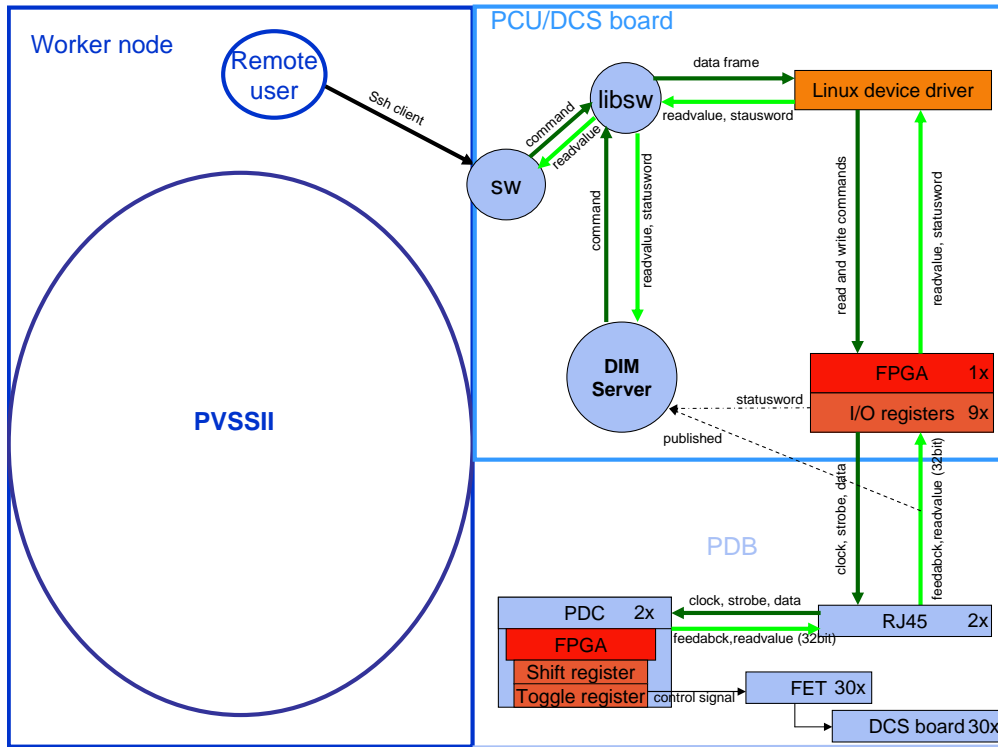 Worker node
PCU/DCS board
Remote
user
Ssh client
sw
command
readvalue
libsw
data frame
readvalue, stausword
Linux device driver
command
readvalue, statusword
read and write commands
readvalue, statusword
DIM
Server
FPGA 1x
I/O registers 9x
statusword
published
PVSSII
clock, strobe, data
feedabck,readvalue (32bit)
PDB
PDC 2x
clock, strobe, data
feedabck,readvalue (32bit)
RJ45 2x
FPGA
Shift register
Toggle register
control signal
FET 30x
DCS board 30x